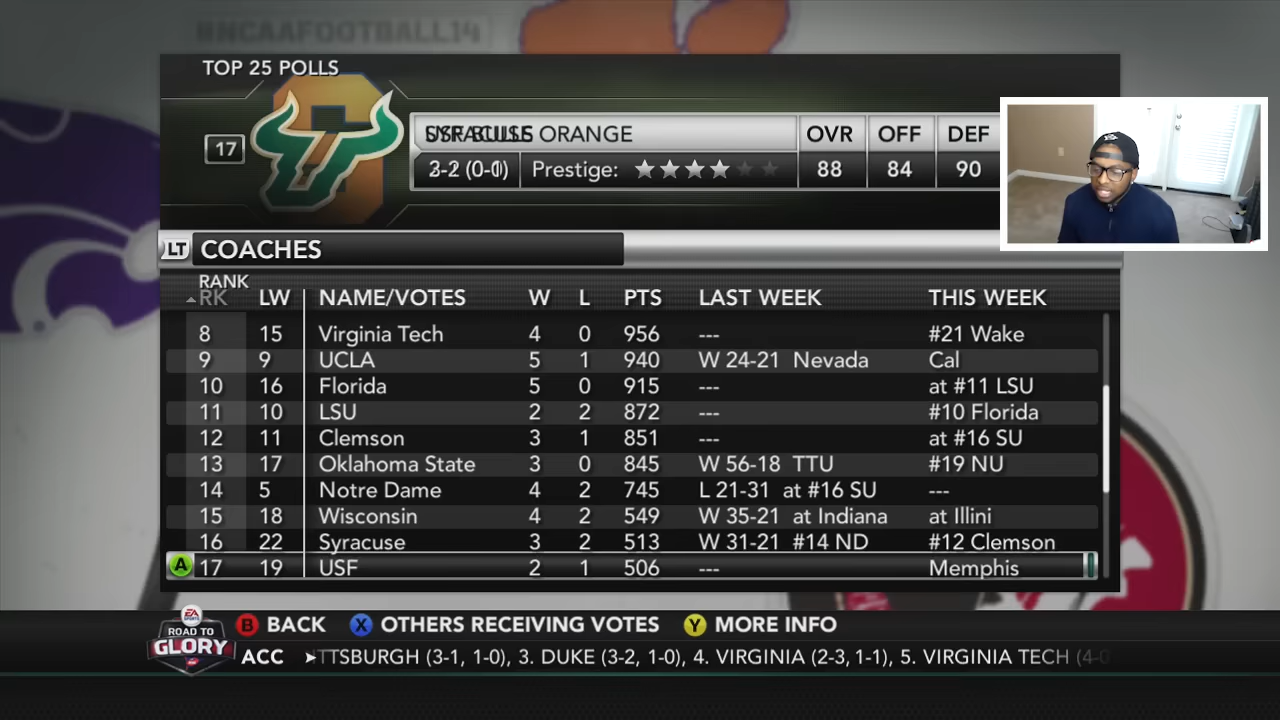 #NCAAFOOTBALL14
TOP 25 POLLS
17
ORANGE OVR OFF DEF
(0-0) Prestige: 88 84 90
LT COACHES
RANK
RK LW NAME/VOTES W L PTS LAST WEEK THIS WEEK
8 15 Virginia Tech 4 0 956 --- #21 Wake
9 9 UCLA 5 1 940 W 24-21 Nevada Cal
10 16 Florida 5 0 915 --- at #11 LSU
11 10 LSU 2 2 872 --- #10 Florida
12 11 Clemson 3 1 851 --- at #16 SU
13 17 Oklahoma State 3 0 845 W 56-18 TTU #19 NU
14 5 Notre Dame 4 2 745 L 21-31 at #16 SU ---
15 18 Wisconsin 4 2 549 W 35-21 at Indiana at Illini
16 22 Syracuse 3 2 513 W 31-21 #14 ND #12 Clemson
A 17 19 USF 2 1 506 --- Memphis
B BACK X OTHERS RECEIVING VOTES Y MORE INFO
EA SPORTS
ROAD TO
GLORY
ACC TTSBURGH (3-1, 1-0), 3. DUKE (3-2, 1-0), 4. VIRGINIA (2-3, 1-1), 5. VIRGINIA TECH (4-0